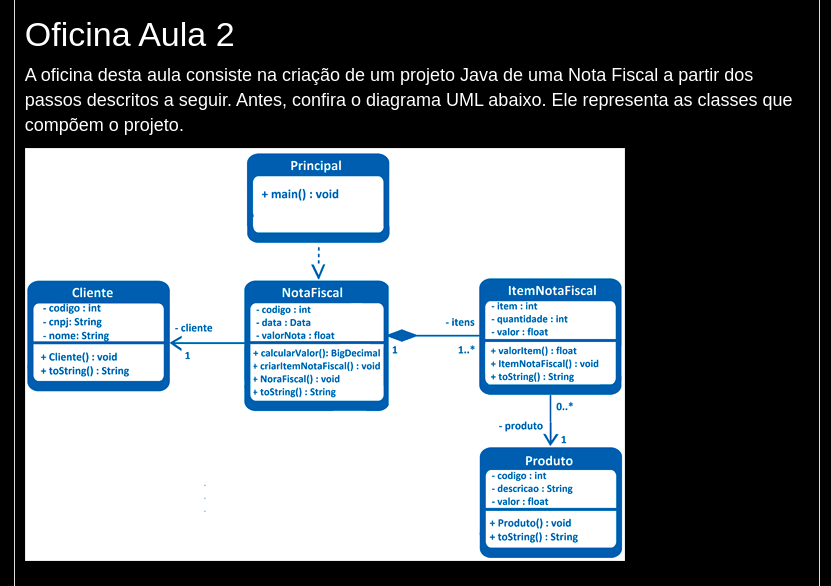 Oficina Aula 2
A oficina desta aula consiste na criação de um projeto Java de uma Nota Fiscal a partir dos
passos descritos a seguir. Antes, confira o diagrama UML abaixo. Ele representa as classes que
compõem o projeto.
Principal
+ main() : void
Cliente
- codigo : int
- cnpj: String
- nome: String
+ Cliente() : void
+ toString() : String
- cliente
1
NotaFiscal
- codigo : int
- data : Data
- valorNota : float
+ calcularValor(): BigDecimal
+ criarItemNotaFiscal() : void
+ NoraFiscal() : void
+ toString() : String
1
- itens
1..*
ItemNotaFiscal
- item : int
- quantidade : int
- valor : float
+ valorItem() : float
+ ItemNotaFiscal() : void
+ toString() : String
0..*
- produto
1
Produto
- codigo : int
- descricao : String
- valor : float
+ Produto() : void
+ toString() : String